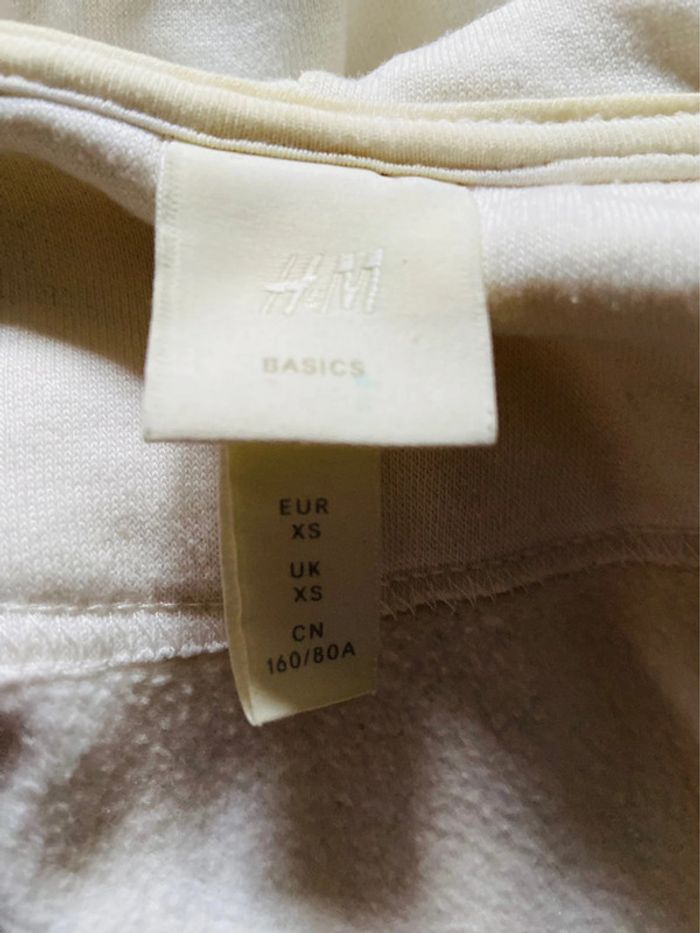 H&M
BASICS
EUR
XS
UK
XS
CN
160/80A